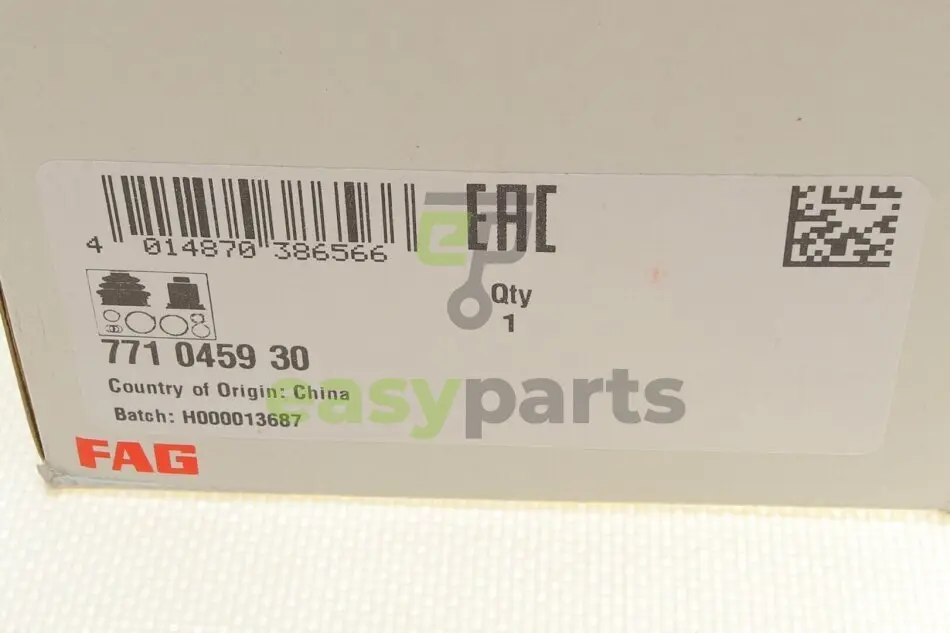 4 014870 386566
EAC
Qty
1
771 0459 30
Country of Origin: China
Batch: H000013687
FAG
easyparts